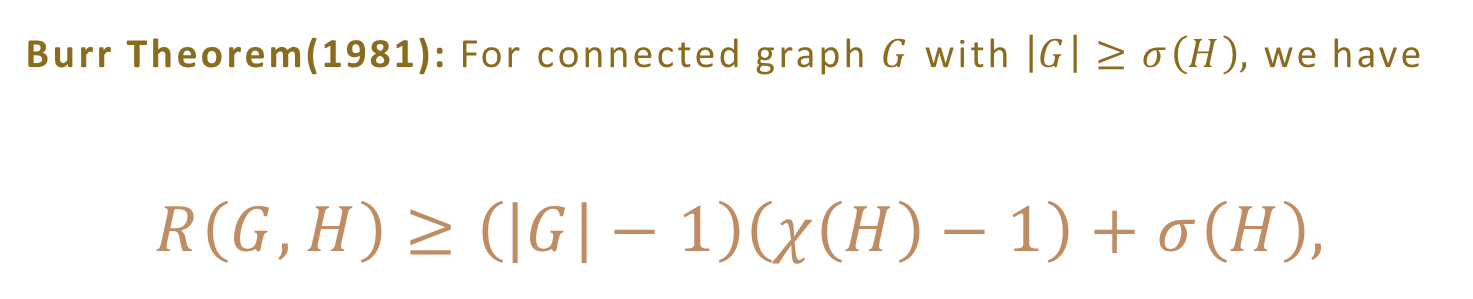 Burr Theorem(1981): For connected graph G with |G| ≥ σ(H), we have
R(G, H) ≥ (|G| − 1)(χ(H) − 1) + σ(H),